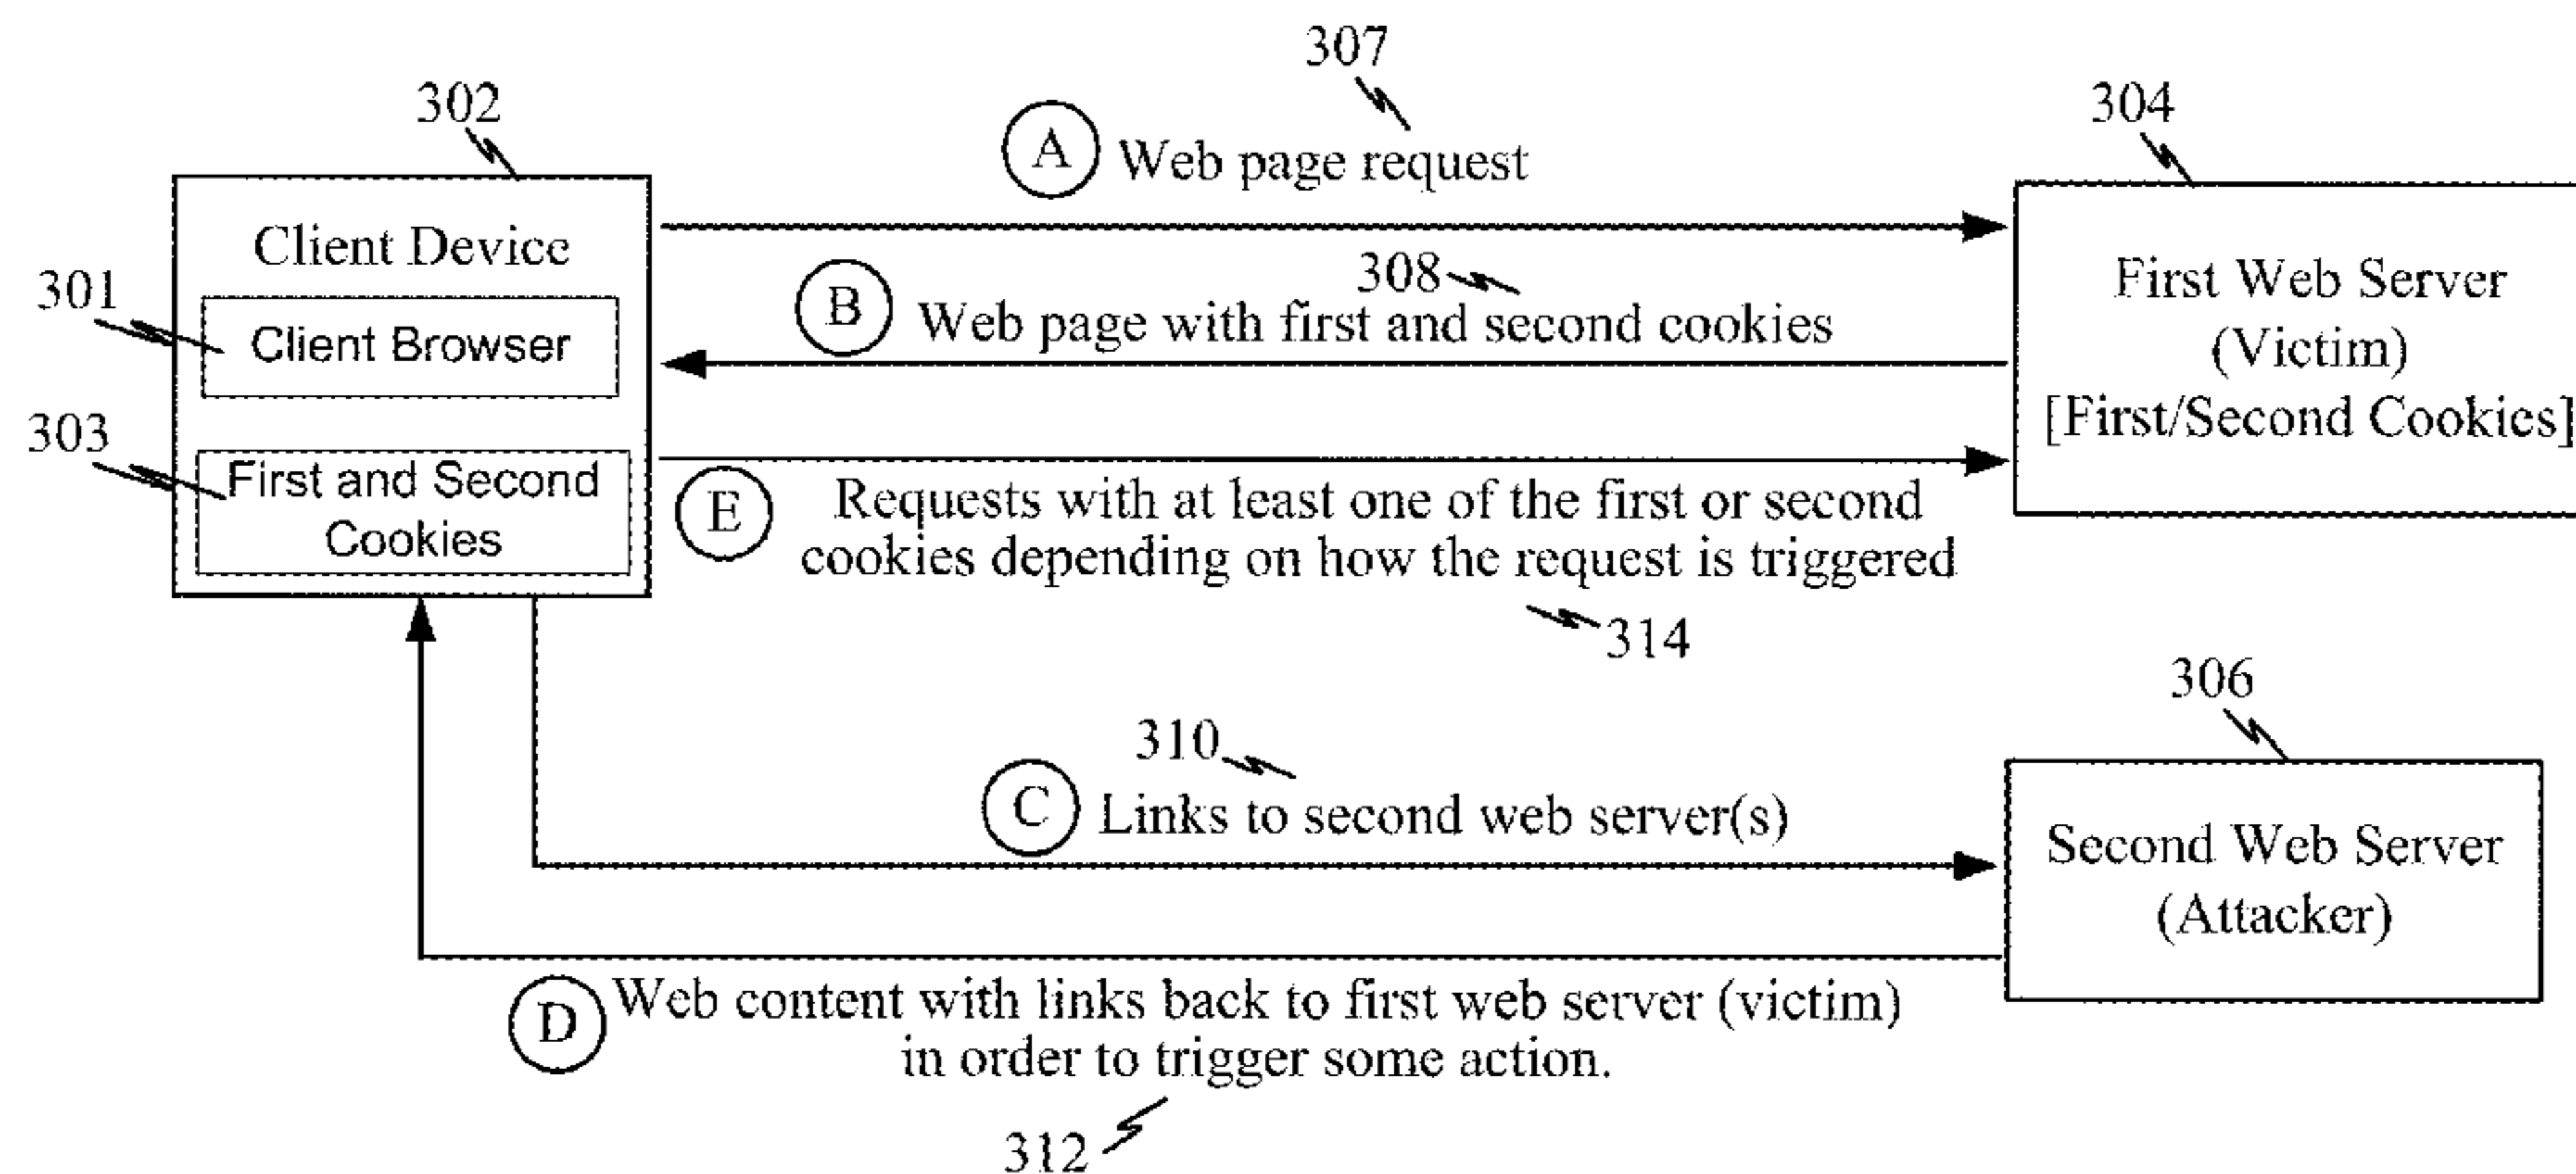 307
302
304
A Web page request
Client Device
308
First Web Server
301
B Web page with first and second cookies
Client Browser
(Victim)
[First/Second Cookies]
303
First and Second
Cookies
E Requests with at least one of the first or second
cookies depending on how the request is triggered
314
306
310
C Links to second web server(s)
Second Web Server
(Attacker)
D Web content with links back to first web server (victim)
in order to trigger some action.
312